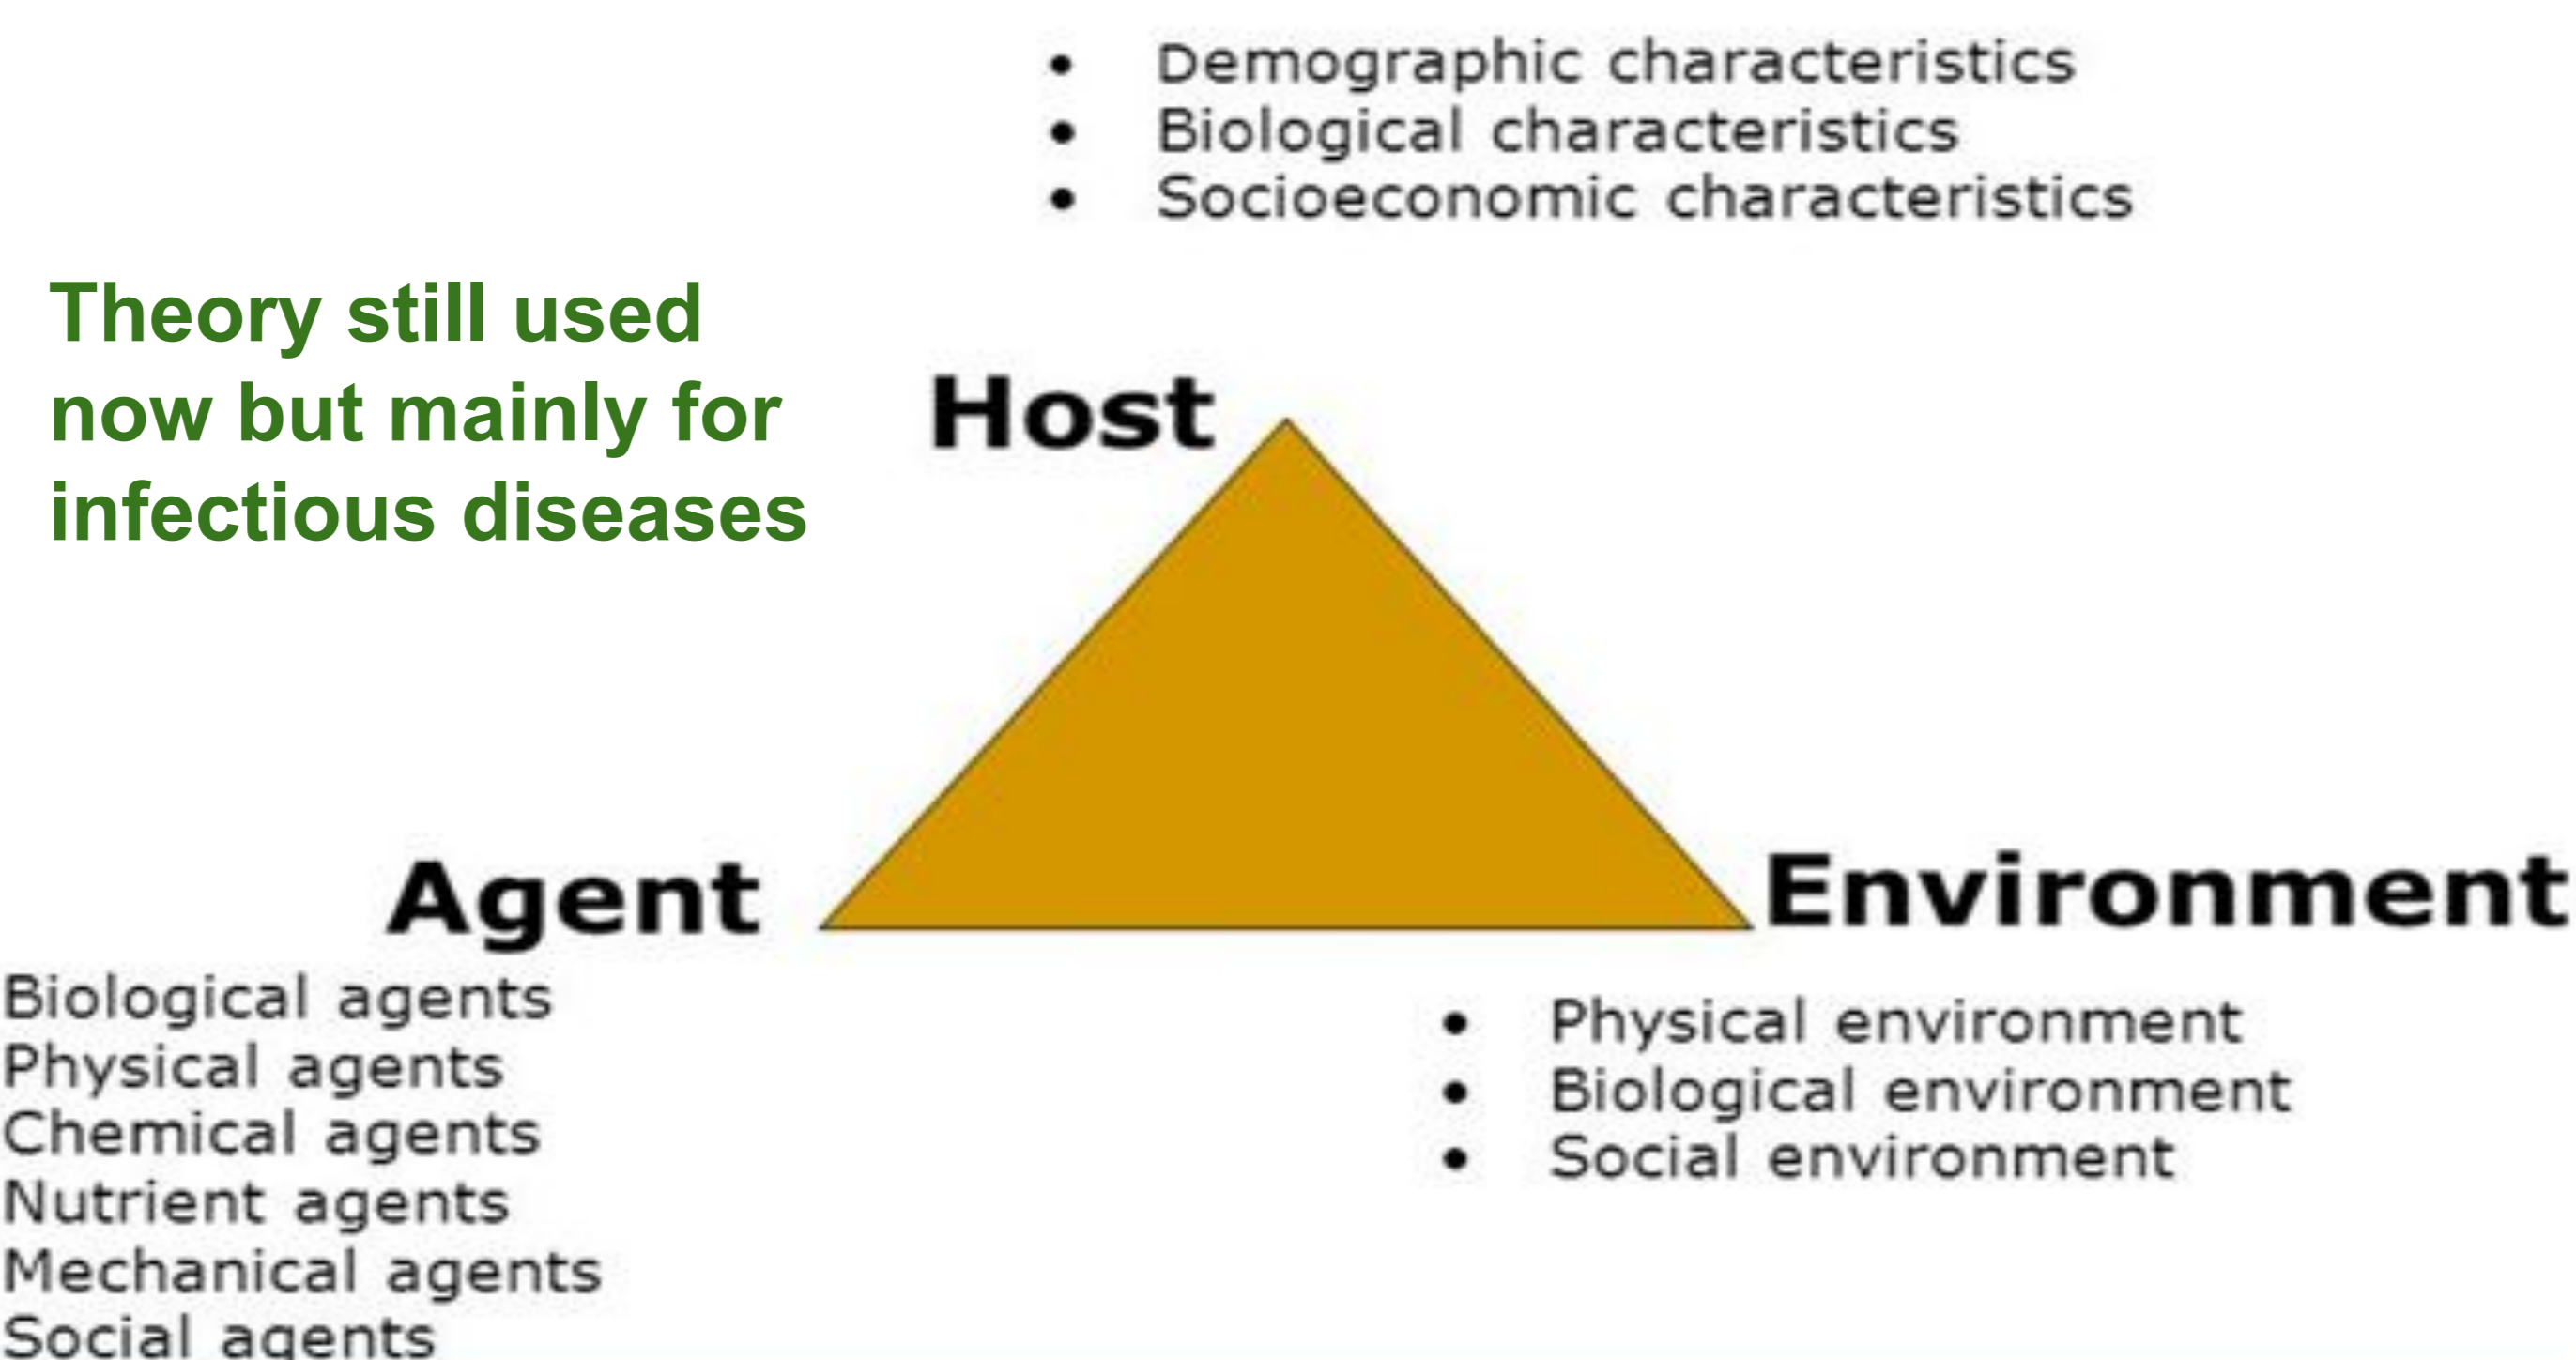 • Demographic characteristics
• Biological characteristics
• Socioeconomic characteristics
Theory still used
now but mainly for
infectious diseases
Host
Agent
Environment
Biological agents
Physical agents
Chemical agents
Nutrient agents
Mechanical agents
Social agents
• Physical environment
• Biological environment
• Social environment